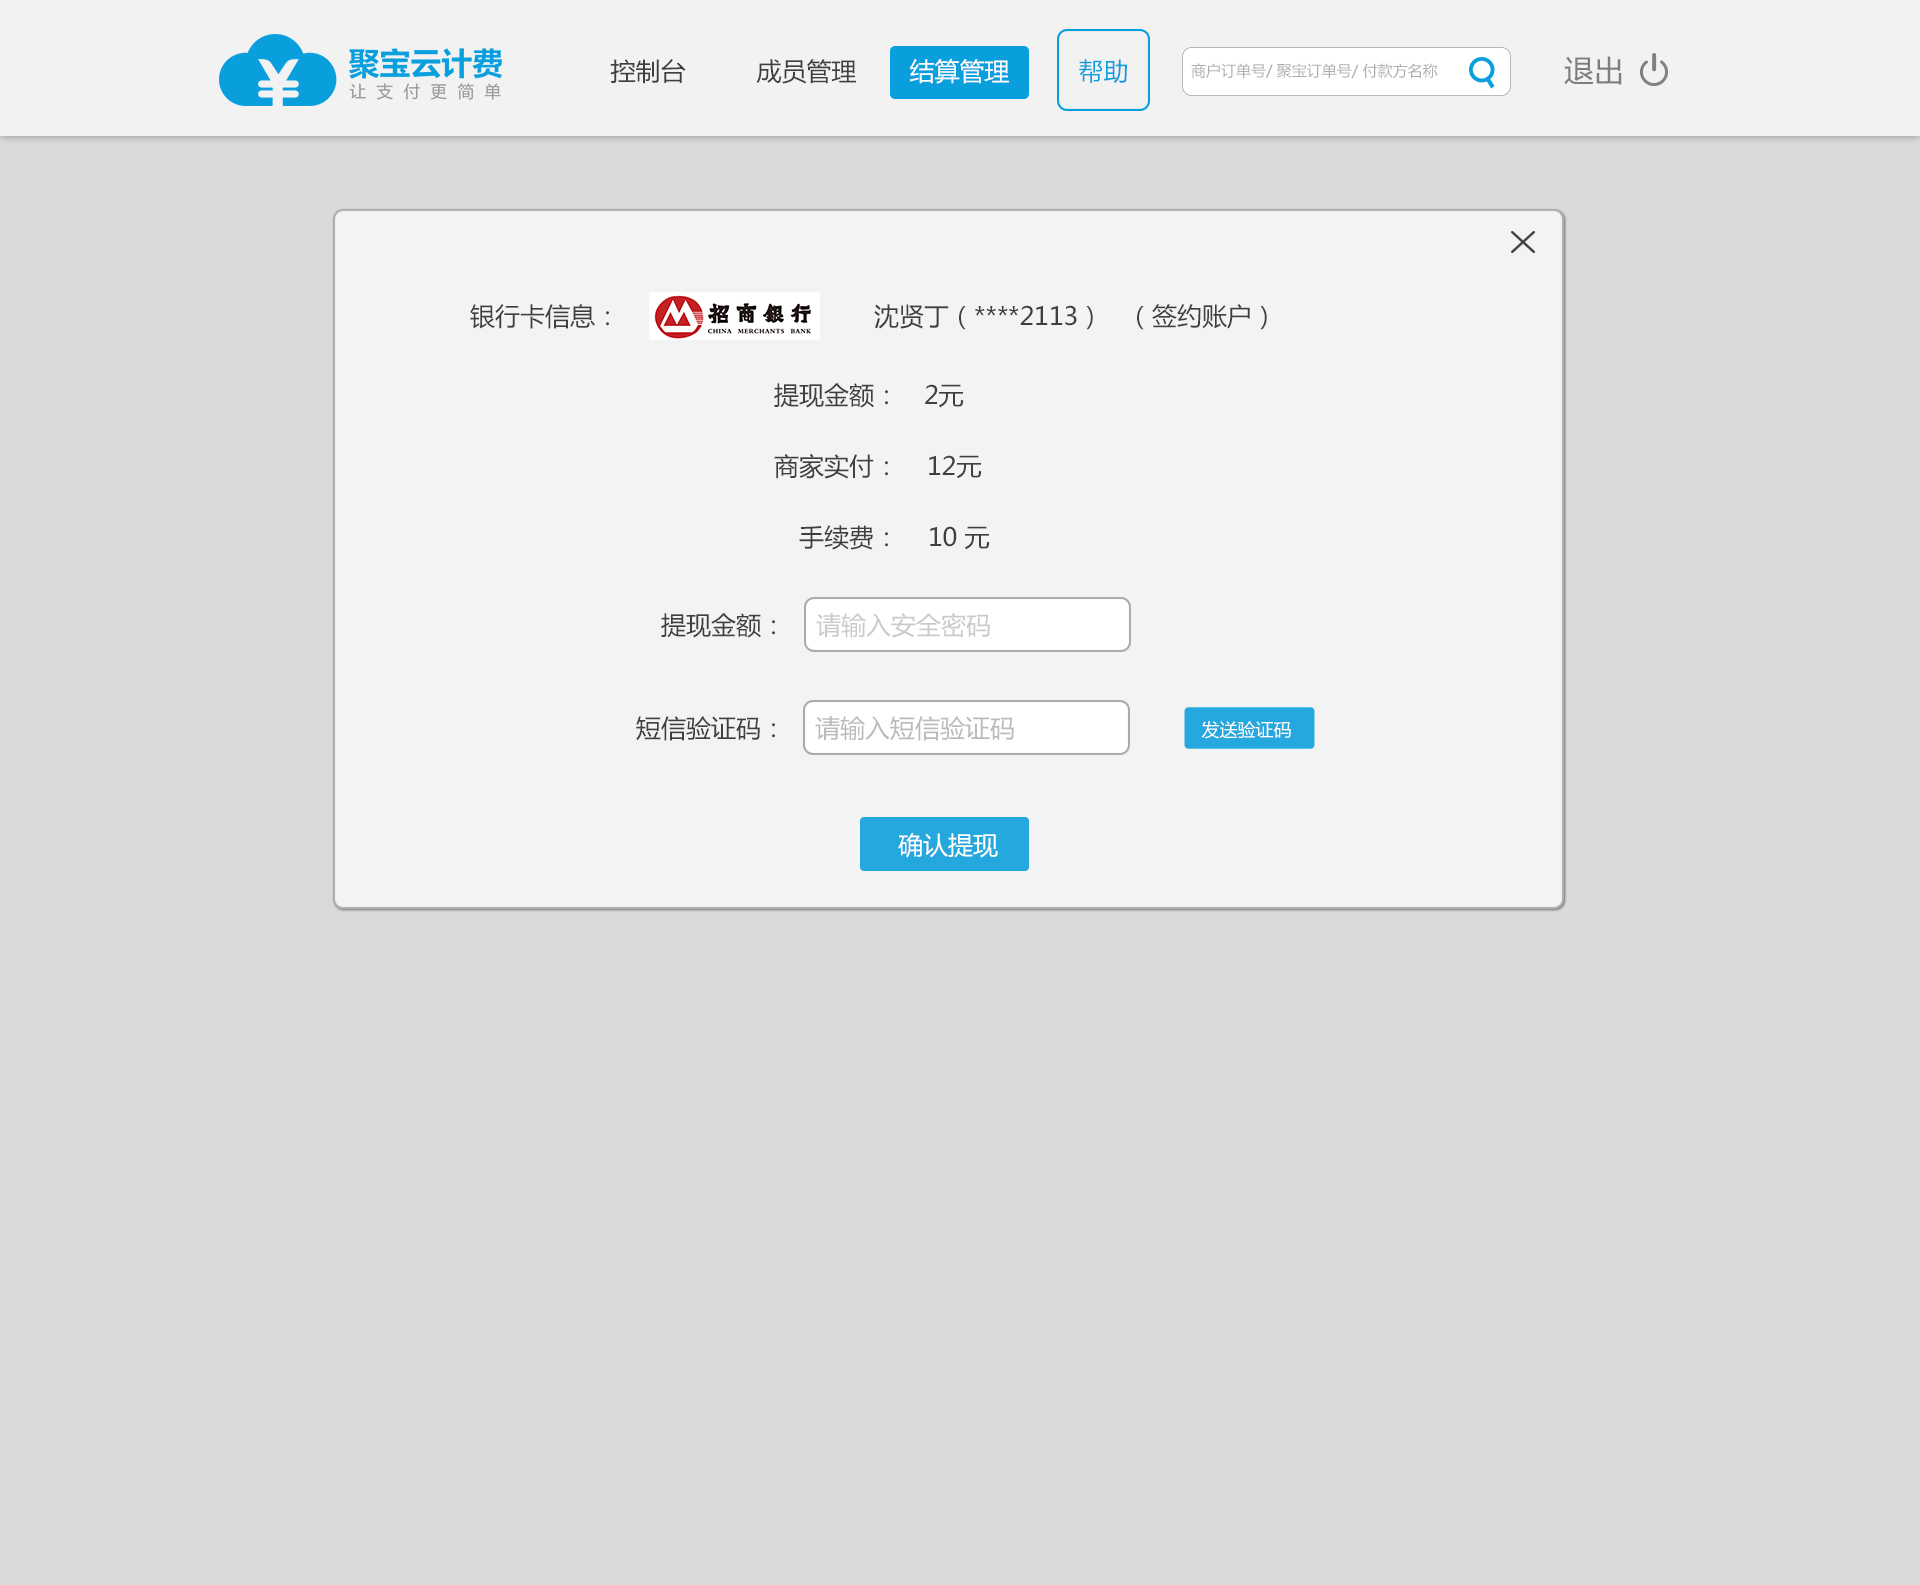 聚宝云计费
让支付更简单
控制台 成员管理 结算管理 帮助 商户订单号/ 聚宝订单号/ 付款方名称 退出
银行卡信息： 招商銀行 沈贤丁（****2113） （签约账户）
CHINA MERCHANTS BANK
提现金额： 2元
商家实付： 12元
手续费： 10 元
提现金额： 请输入安全密码
短信验证码： 请输入短信验证码 发送验证码
确认提现